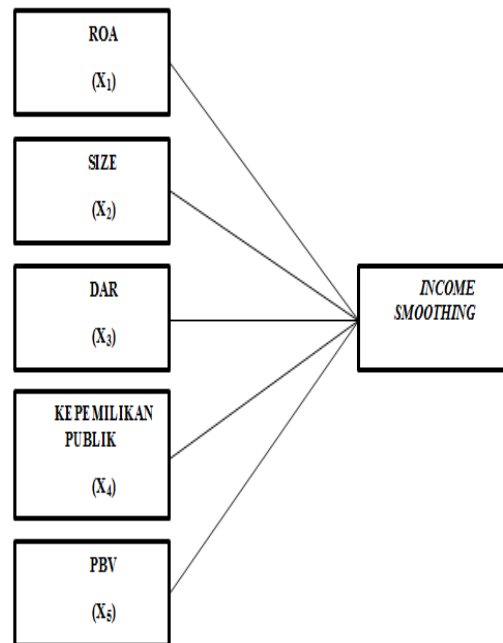 ROA
(X₁)
SIZE
(X₂)
DAR
(X₃)
KEPEMILIKAN
PUBLIK
(X₄)
PBV
(X₅)
INCOME
SMOOTHING